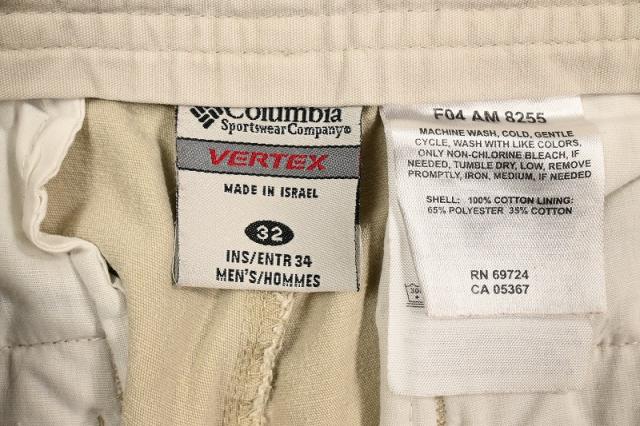 Columbia
Sportswear Company®
VERTEX
MADE IN ISRAEL
32
INS/ENTR 34
MEN'S/HOMMES
F04 AM 8255
MACHINE WASH, COLD, GENTLE
CYCLE, WASH WITH LIKE COLORS.
ONLY NON-CHLORINE BLEACH, IF
NEEDED, TUMBLE DRY, LOW, REMOVE
PROMPTLY, IRON, MEDIUM, IF NEEDED
SHELL: 100% COTTON LINING:
65% POLYESTER 35% COTTON
RN 69724
CA 05367